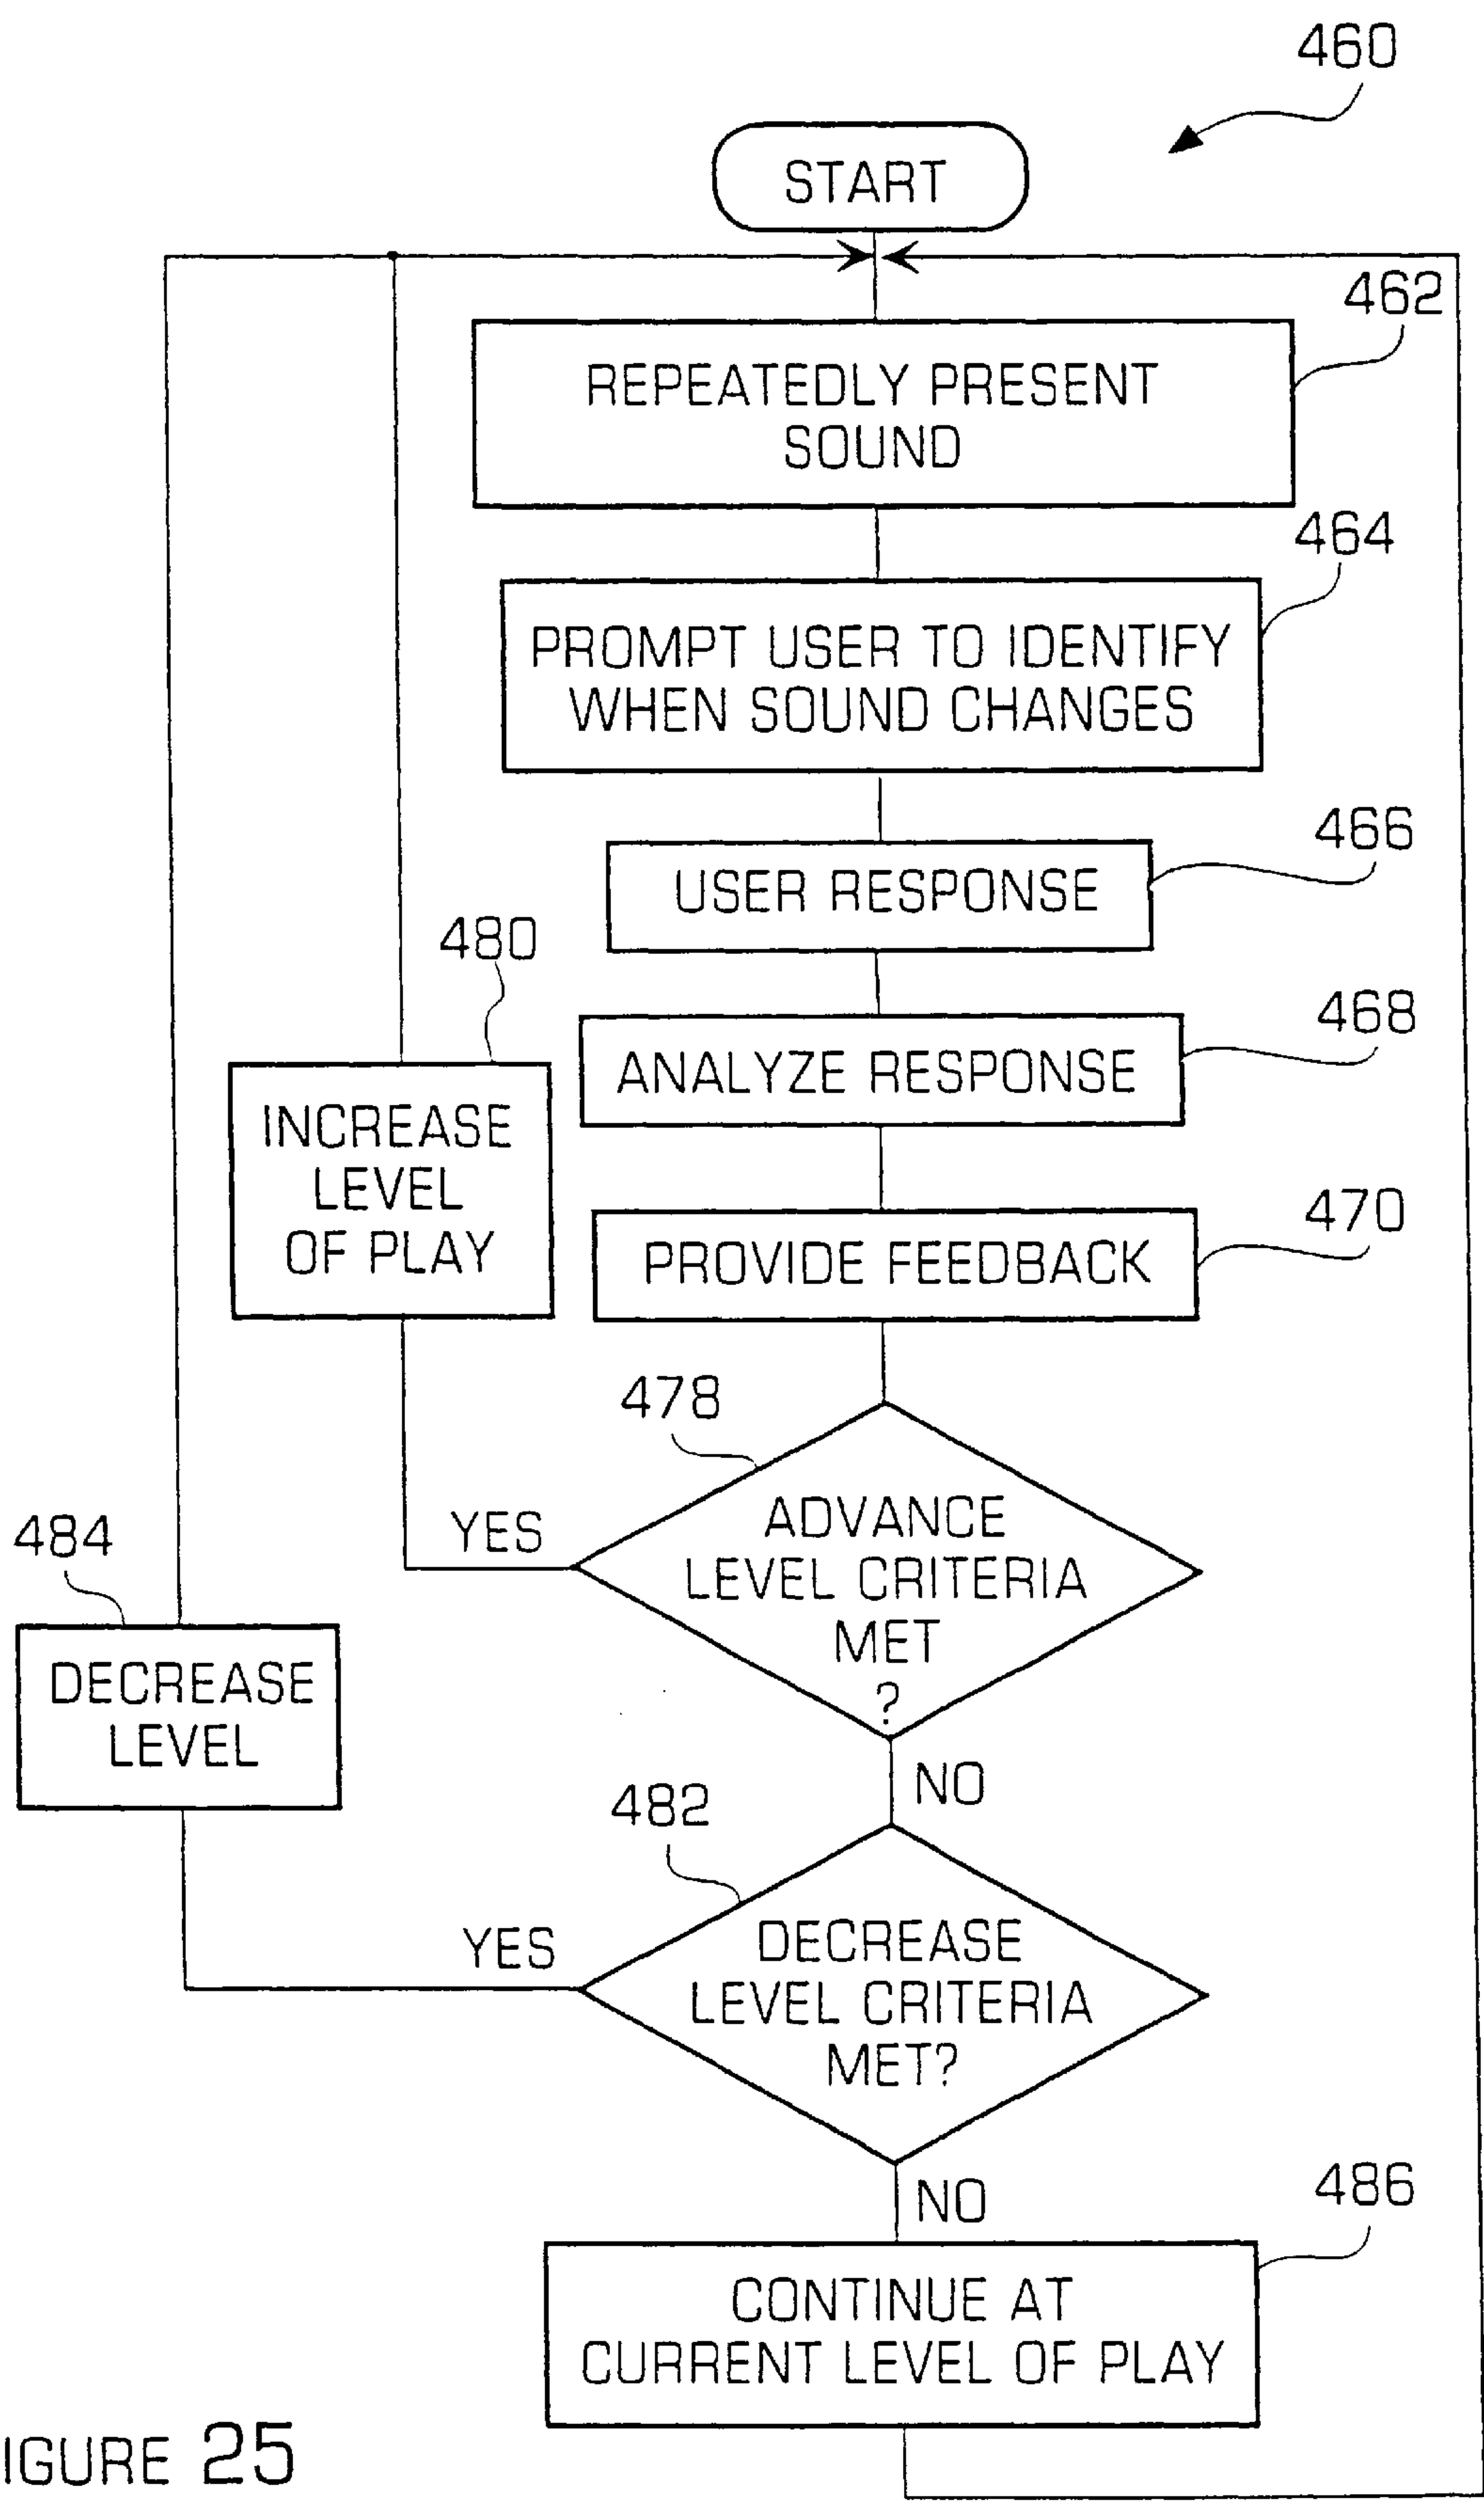 460
START
462
REPEATEDLY PRESENT
SOUND
464
PROMPT USER TO IDENTIFY
WHEN SOUND CHANGES
466
USER RESPONSE
480
468
ANALYZE RESPONSE
INCREASE
LEVEL
OF PLAY
470
PROVIDE FEEDBACK
478
ADVANCE
LEVEL CRITERIA
MET
?
YES
484
DECREASE
LEVEL
NO
482
DECREASE
LEVEL CRITERIA
MET?
YES
NO
486
CONTINUE AT
CURRENT LEVEL OF PLAY
IGURE 25